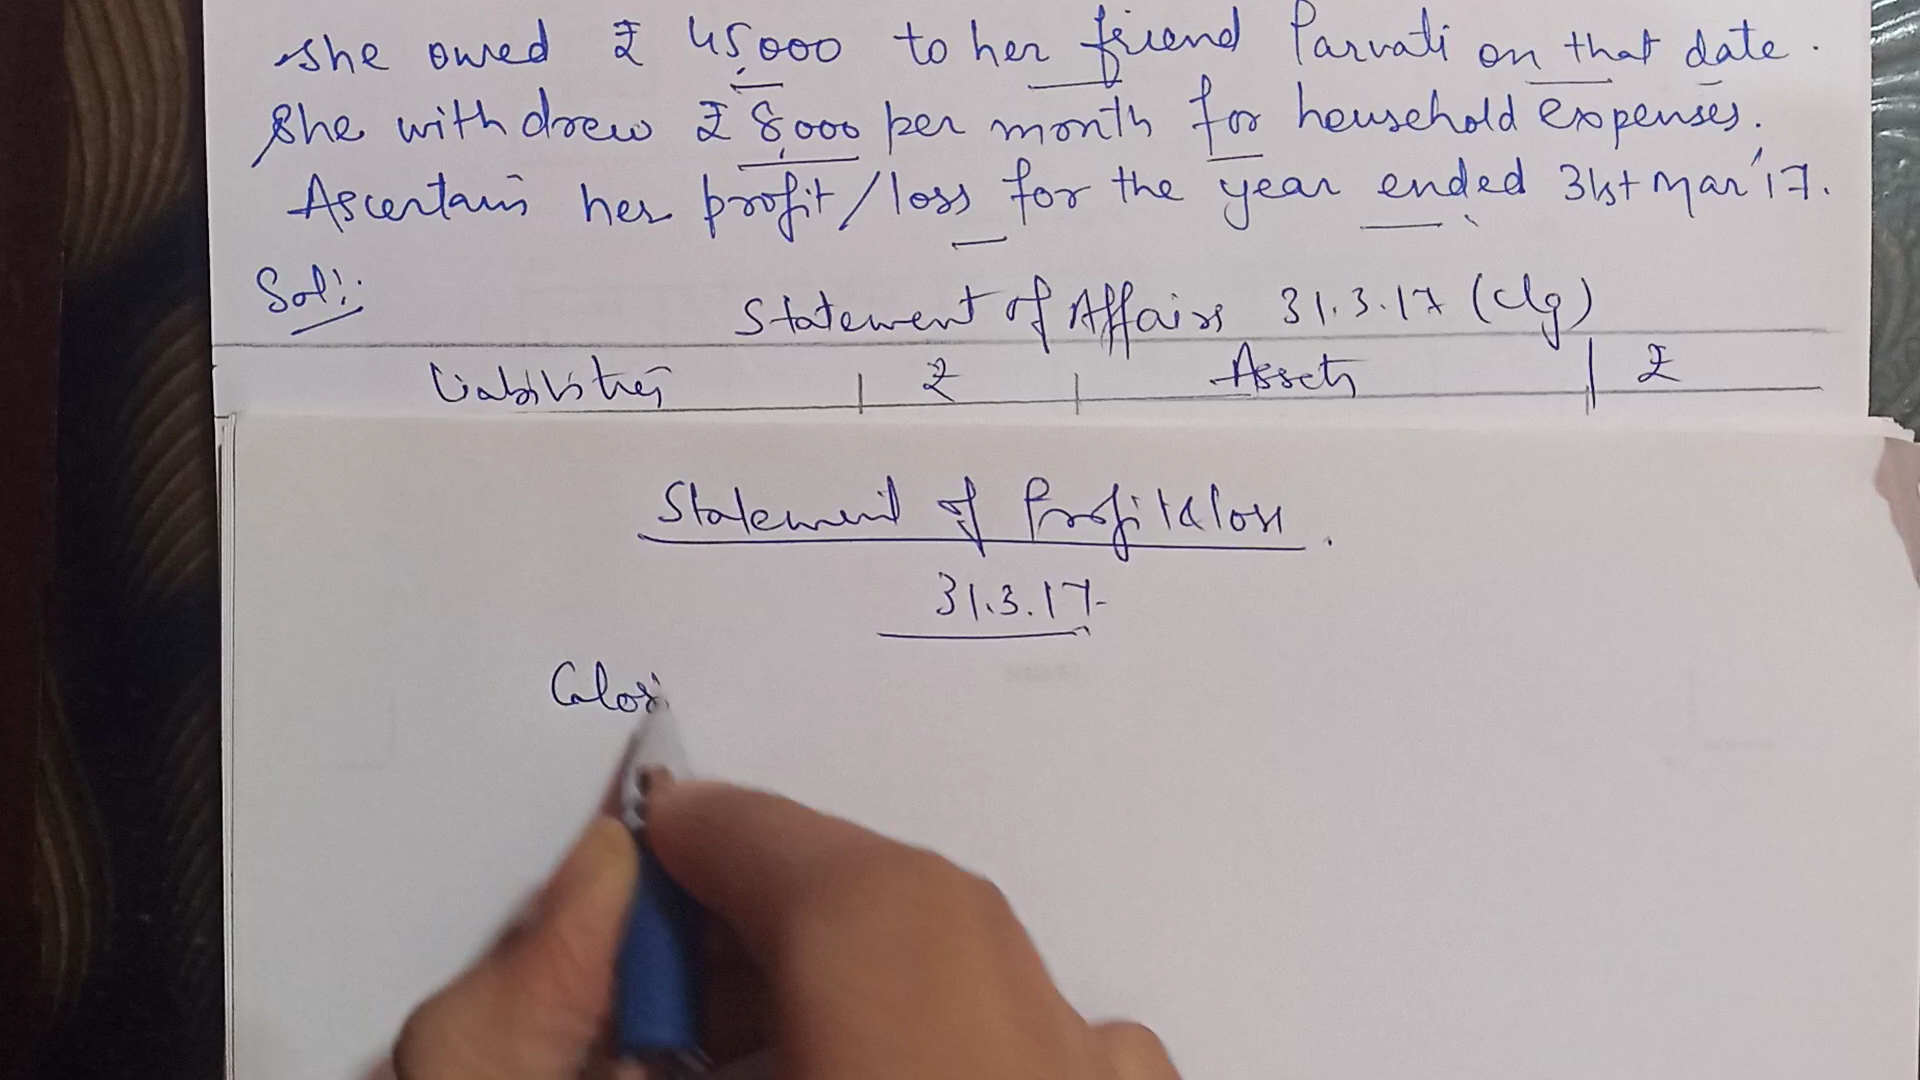 she owed ₹ 45,000 to her friend Parvati on that date.
She withdrew ₹ 8,000 per month for household expenses.
Ascertain her profit/loss for the year ended 31st Mar'17.
Sol:
Statement of Affairs 31.3.17 (Clg)
Liabilities ₹ Assets ₹
Statement of Profit & loss.
31.3.17
Closi